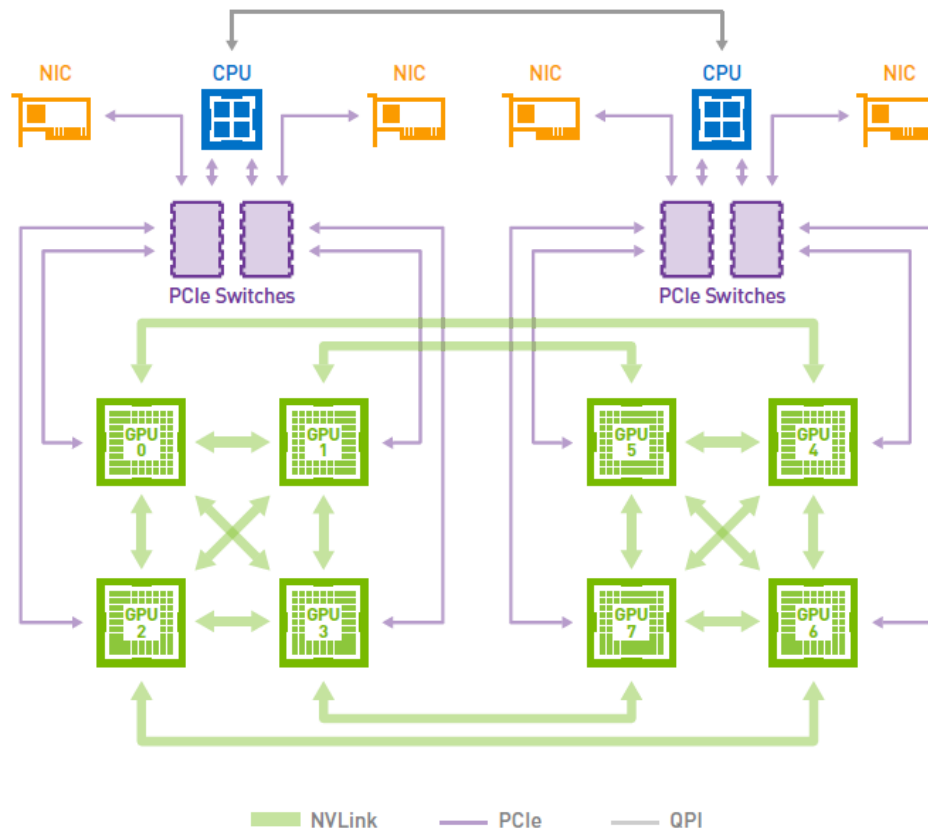 NIC CPU NIC NIC CPU NIC
PCIe Switches PCIe Switches
GPU 0
GPU 1
GPU 5
GPU 4
GPU 2
GPU 3
GPU 7
GPU 6
NVLink PCIe QPI